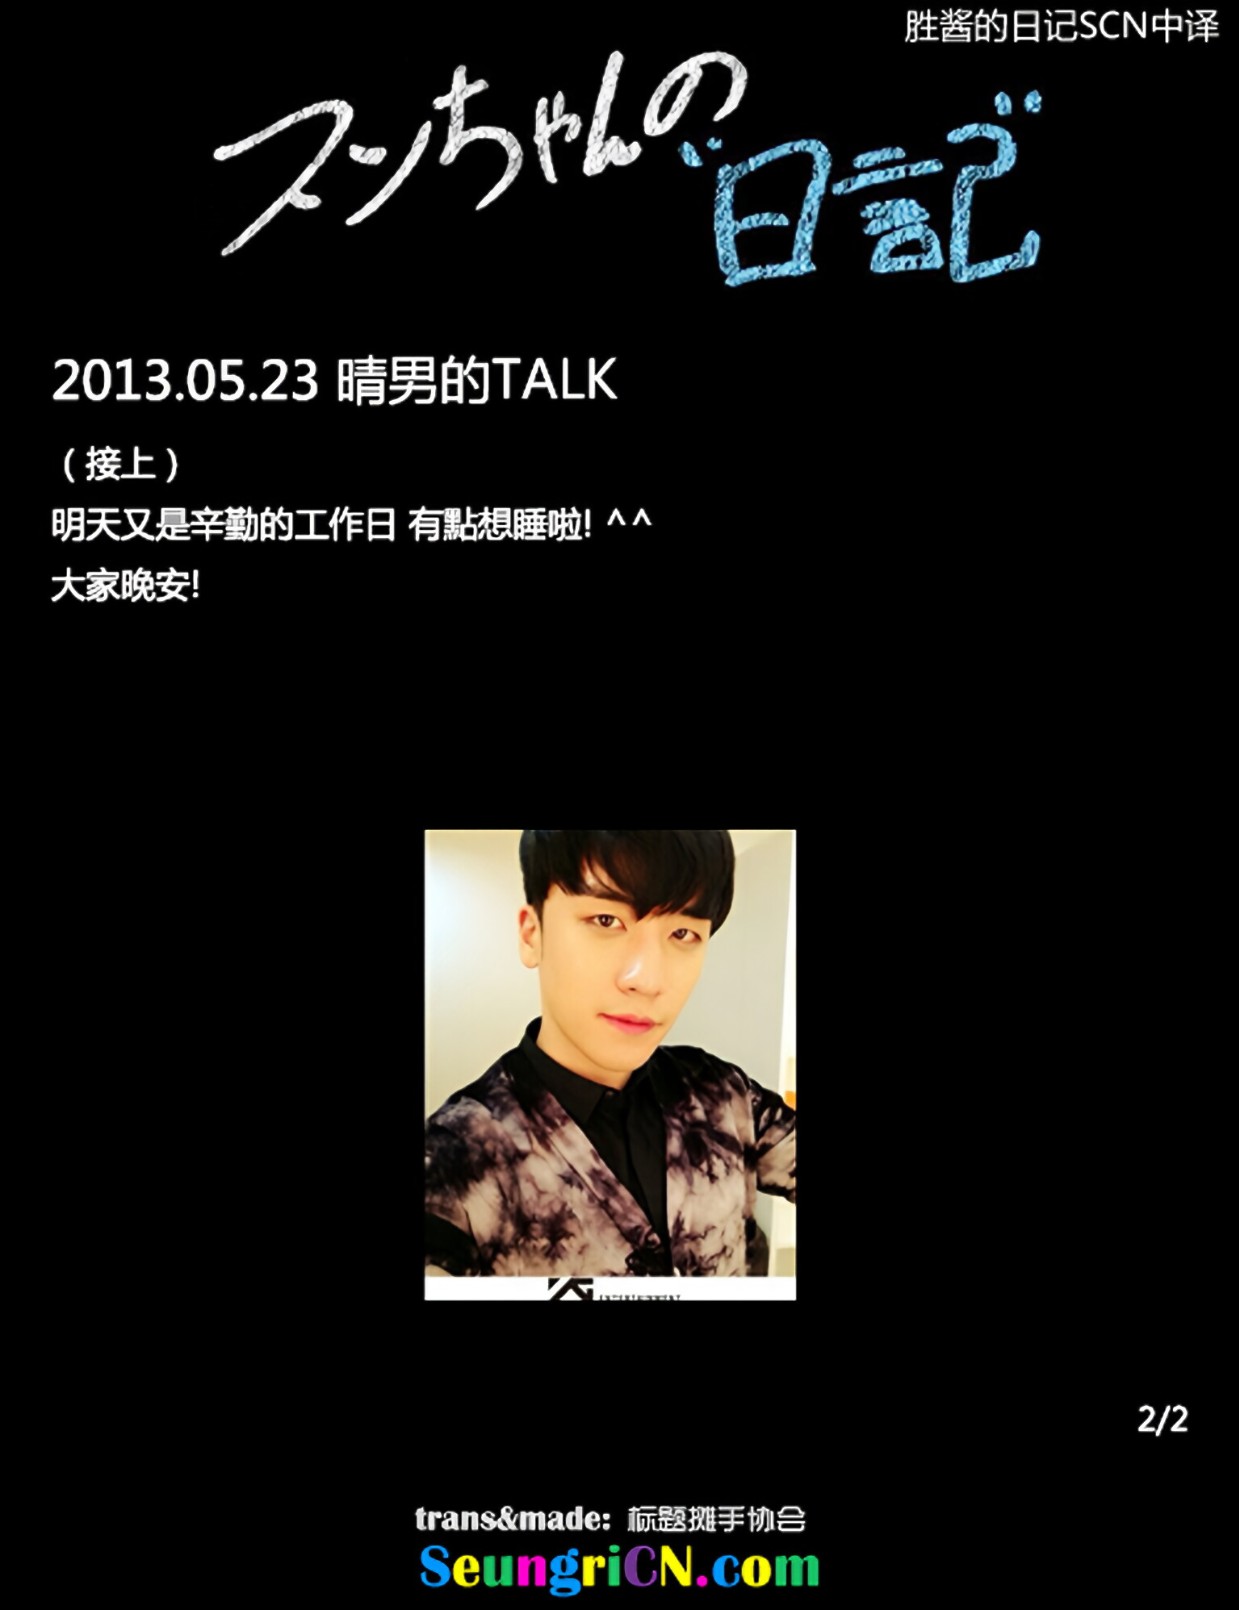 胜酱的日记SCN中译
スンちゃんの
"日記"
2013.05.23 晴男的TALK
（接上）
明天又是辛勤的工作日 有點想睡啦! ^^
大家晚安!
2/2
trans&made: 标题摊手协会
SeungriCN.com